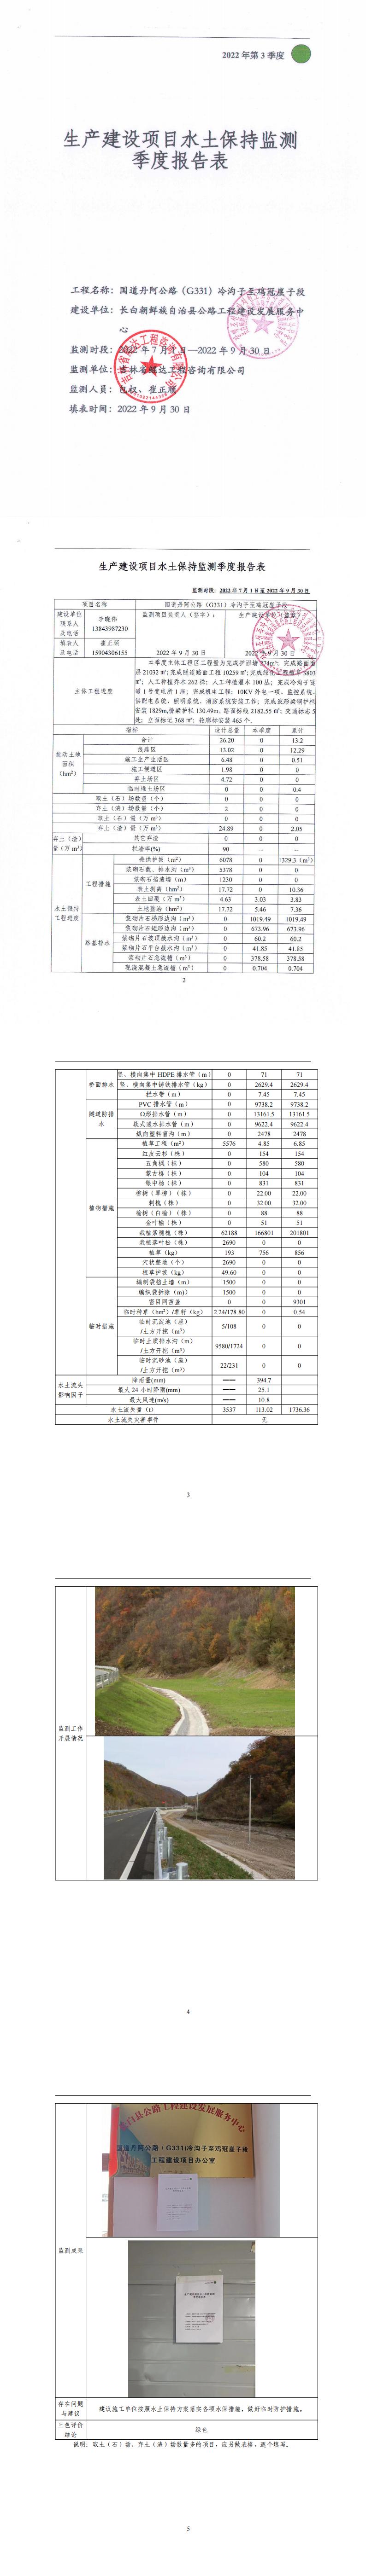 2022 年第 3 季度
生产建设项目水土保持监测
季度报告表
工程名称：国道丹阿公路（G331）冷沟子至鸡冠崖子段
建设单位：长白朝鲜族自治县公路工程建设发展服务中
心
监测时段：2022 年 7 月 1 日—2022 年 9 月 30 日
监测单位：吉林省 达工程咨询有限公司
监测人员：包权、崔正顺
填表时间：2022 年 9 月 30 日
生产建设项目水土保持监测季度报告表
监测时段：2022 年 7 月 1 日至 2022 年 9 月 30 日
项目名称 国道丹阿公路（G331）冷沟子至鸡冠崖子段
建设单位联系人及电话 李晓伟 13843987230 监测项目负责人（签字）： 2022 年 9 月 30 日 生产建设单位（盖章） 2022 年 9 月 30 日
填表人及电话 崔正顺 15904306155
主体工程进度
本季度主体工程区工程量为完成护面墙 274m³；完成路面面
层 21032 m²；完成隧道路面工程 10259 m²；完成绿化工程植草 3803
m²；人工种植乔木 262 株；人工种植灌木 100 丛；完成冷沟子隧
道 1 号变电所 1 座；完成机电工程：10KV 外电一项、监控系统、
供配电系统、照明系统、消防系统安装工作；完成波形梁钢护栏
安装 1829m,桥梁护栏 130.49m、路面标线 2182.55 m²；变通标志 5
处；立面标记 368 m²；轮廓标安装 465 个。
指标 设计总量 本季度 累计
扰动土地面积（hm²） 合计 26.20 0 13.2
线路区 13.02 0 12.29
施工生产生活区 6.48 0 0.51
施工便道区 1.98 0 0
弃土场区 4.72 0 0
临时堆土场区 0 0 0.4
取土（石）场数量（个） 0 0 0
弃土（渣）场数量（个） 2 0 0
取土（石）量（万 m³） 0 0 0
弃土（渣）量（万 m³） 弃土（渣）量（万 m³） 24.89 0 2.05
其它弃渣 0 0 0
拦渣率(%) 90 -- --
水土保持工程进度 工程措施 叠拱护坡（m²） 6078 0 1329.3（m³）
浆砌石截、排水沟（m³） 5378 0 0
浆砌石挡渣墙（m） 1230 0 0
表土剥离（hm²） 17.72 0 10.36
表土回覆（万 m³） 4.63 3.03 3.83
土地整治（hm²） 17.72 5.46 7.36
路基排水 浆砌片石梯形边沟（m³） 0 1019.49 1019.49
浆砌片石矩形边沟（m³） 0 673.96 673.96
浆砌片石坡顶截水沟（m³） 0 60.2 60.2
浆砌片石平台截水沟（m³） 0 41.85 41.85
浆砌片石急流槽（m³） 0 378.58 378.58
现浇混凝土急流槽（m³） 0 0.704 0.704
2
桥面排水 竖、横向集中 HDPE 排水管（m） 0 71 71
竖、横向集中铸铁排水管（kg） 0 2629.4 2629.4
拦水带（m） 0 7.45 7.45
隧道防排水 PVC 排水管（m） 0 9738.2 9738.2
Ω形排水管（m） 0 13161.5 13161.5
软式透水排水管（m） 0 9622.4 9622.4
纵向塑料盲沟（m） 0 2478 2478
植物措施 植草工程（m²） 5576 4.85 6.85
红皮云杉（株） 0 154 154
五角枫（株） 0 580 580
蒙古栎（株） 0 104 104
银中杨（株） 0 831 831
柳树（旱柳）（株） 0 22.00 22.00
刺槐（株） 0 32.00 32.00
榆树（白榆）（株） 0 88 88
金叶榆（株） 0 51 51
栽植紫穗槐（株） 62188 166801 201801
栽植落叶松（株） 2690 0 0
植草（kg） 193 756 856
穴状整地（个） 2690 0 0
植草护坡（kg） 49.60 0 0
临时措施 编制袋挡土墙（m） 1500 0 0
编织袋拆除（m)） 1500 0 0
密目网苫盖 0 0 9301
临时种草（hm²）/草籽（kg） 2.24/178.80 0 0.54
临时沉淀池（座）/土方开挖（m³） 5/108 0 0
临时土质排水沟（m）/土方开挖（m³） 9580/1724 0 0
临时沉砂池（座）/土方开挖（m³） 22/231 0 0
水土流失影响因子 降雨量(mm) —— 394.7
最大 24 小时降雨(mm) —— 25.1
最大风速(m/s) —— 10.8
水土流失量（t） 3537 113.02 1736.36
水土流失灾害事件 无
3
监测工作开展情况
4
监测成果
长白县公路工程建设发展服务中心
国道丹阿公路（G331)冷沟子至鸡冠崖子段
工程建设项目办公室
存在问题与建议 建议施工单位按照水土保持方案落实各项水保措施，做好临时防护措施。
三色评价结论 绿色
说明：取土（石）场、弃土（渣）场数量多的项目，应另做表格，逐个填写。
5